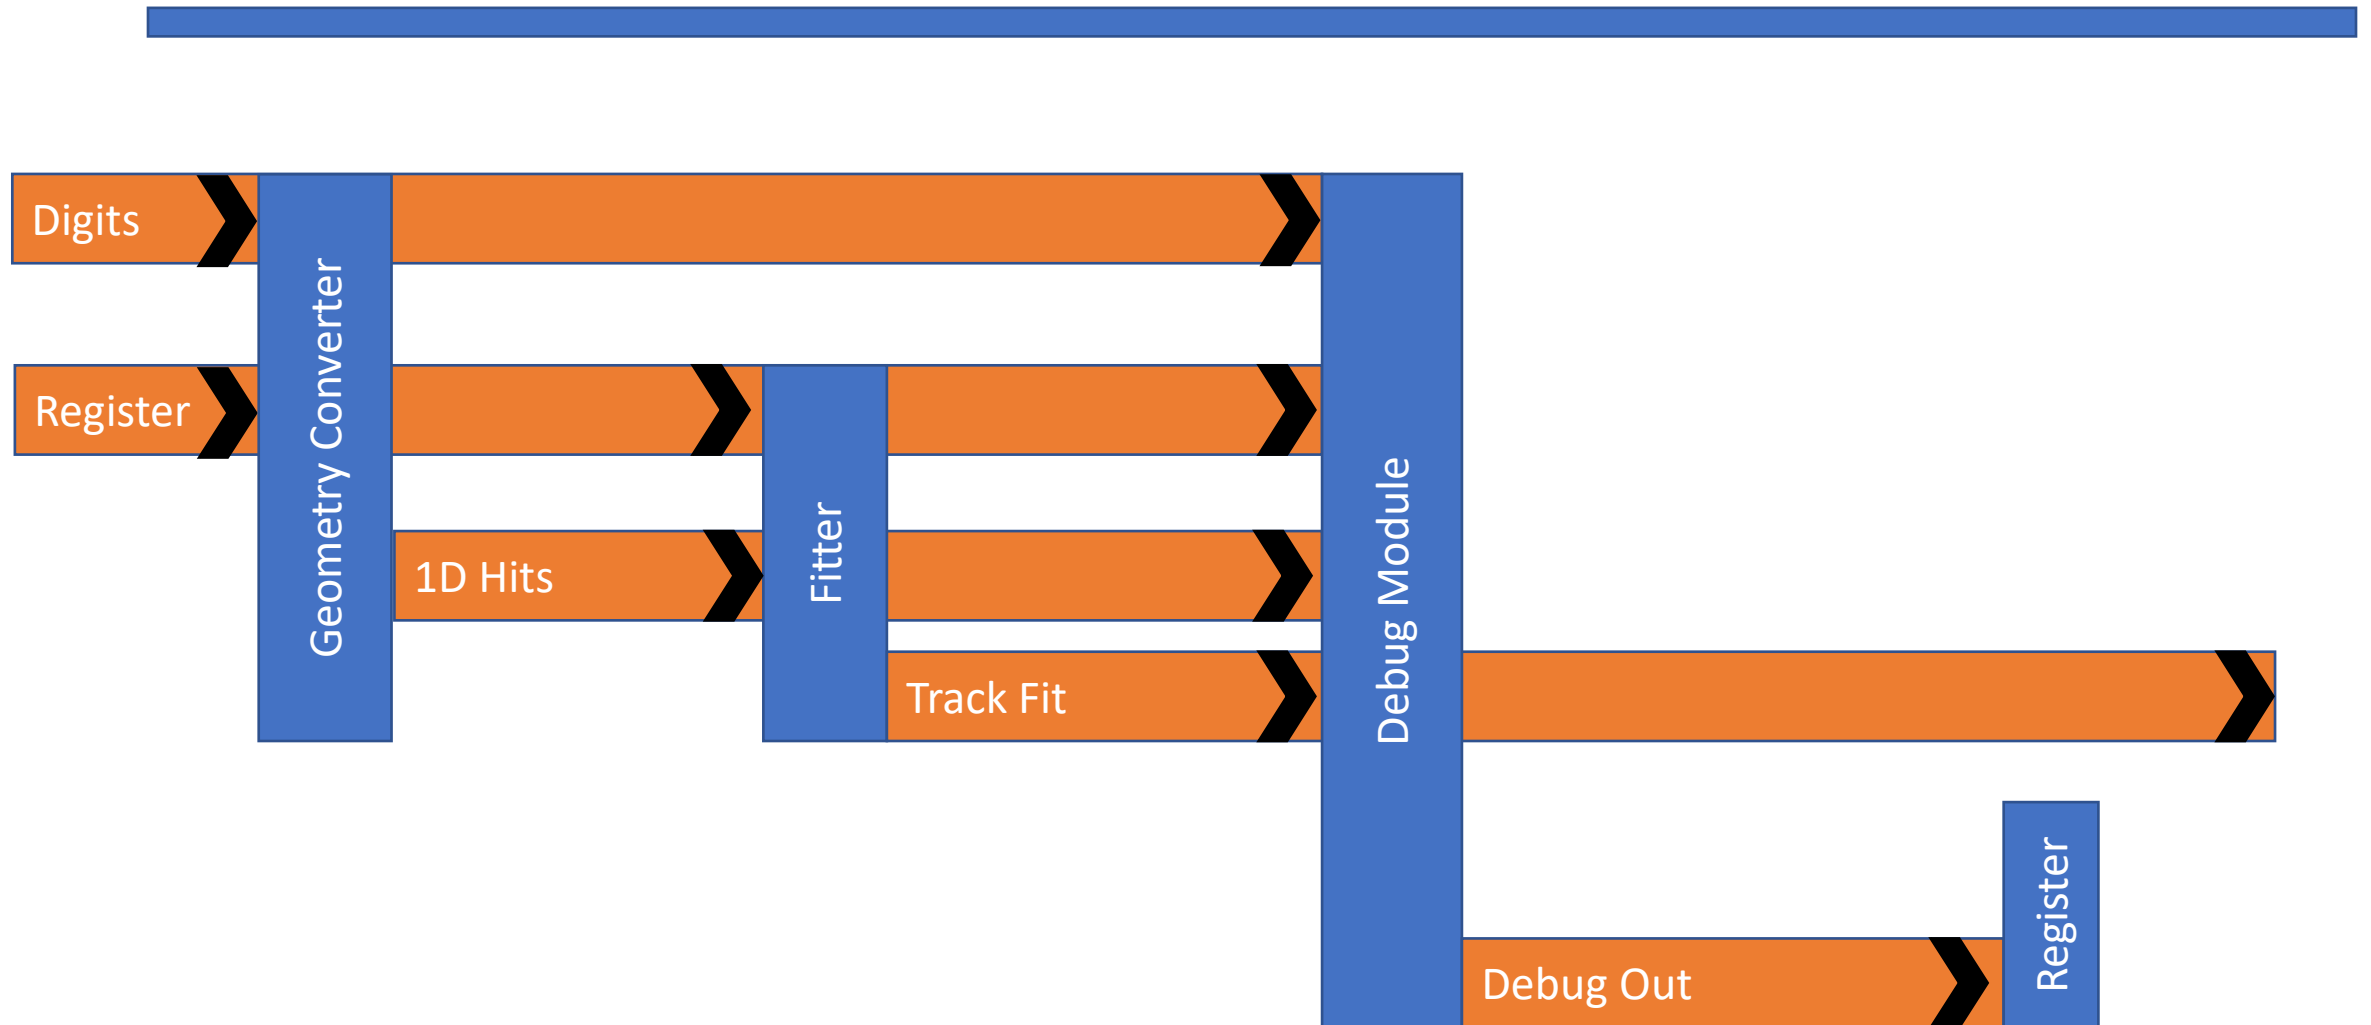 Digits
Register
Geometry Converter
1D Hits
Fitter
Track Fit
Debug Module
Debug Out
Register